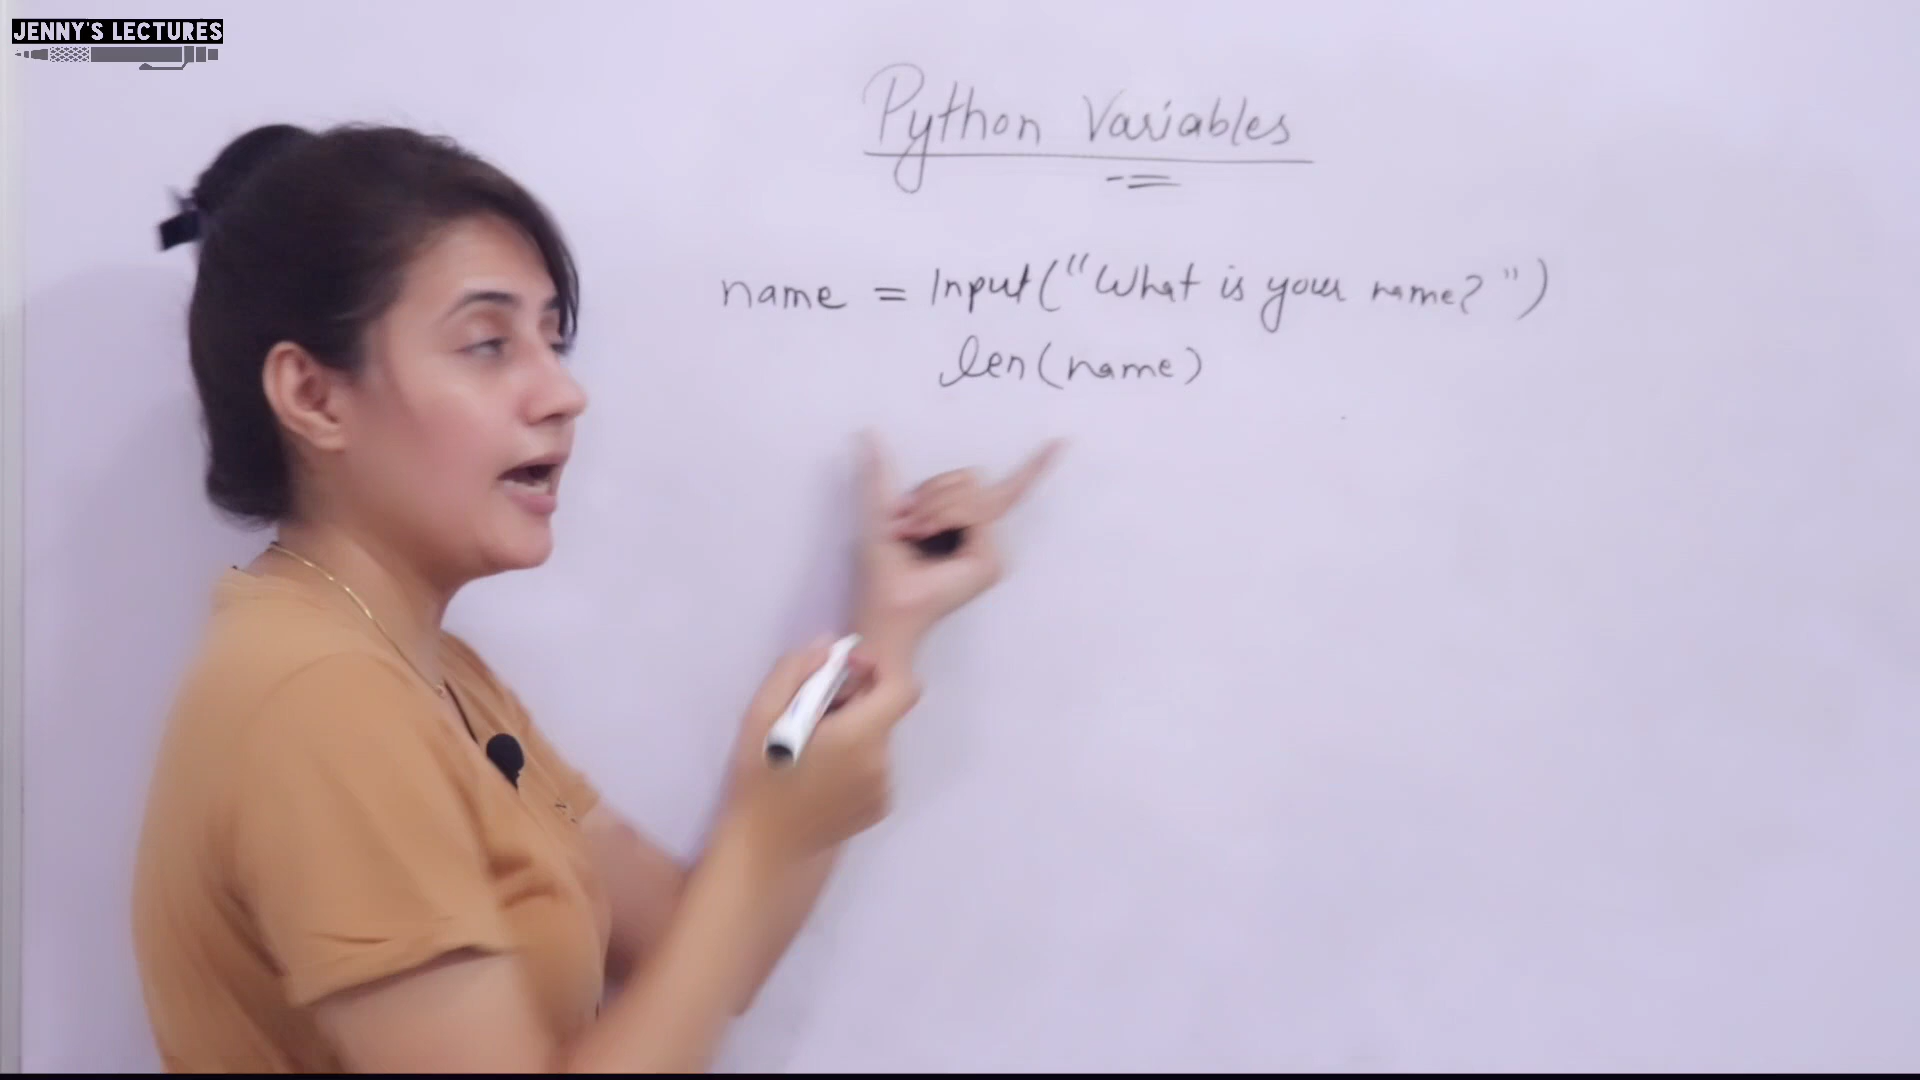 JENNY'S LECTURES
Python Variables
name = Input("What is your name?")
len(name)